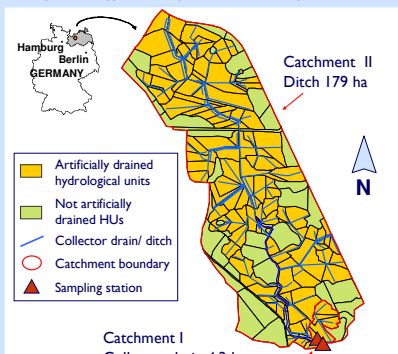 Hamburg
Berlin
GERMANY
Catchment II
Ditch 179 ha
N
Artificially drained
hydrological units
Not artificially
drained HUs
Collector drain/ ditch
Catchment boundary
Sampling station
Catchment I